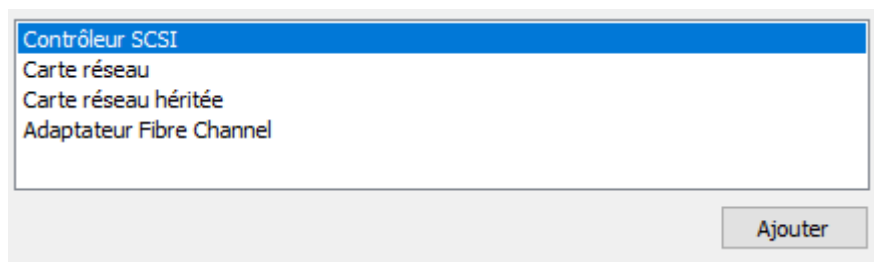 Contrôleur SCSI
Carte réseau
Carte réseau héritée
Adaptateur Fibre Channel
Ajouter